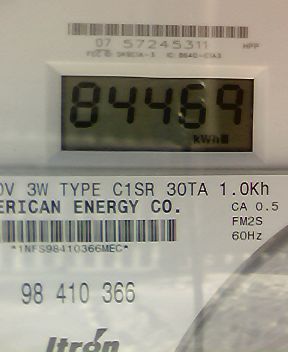 07 57245311 HPP
84469
kWh
0V 3W TYPE C1SR 30TA 1.0Kh
ERICAN ENERGY CO. CA 0.5
FM2S
*1NFS98410366MEC* 60Hz
98 410 366
Itron